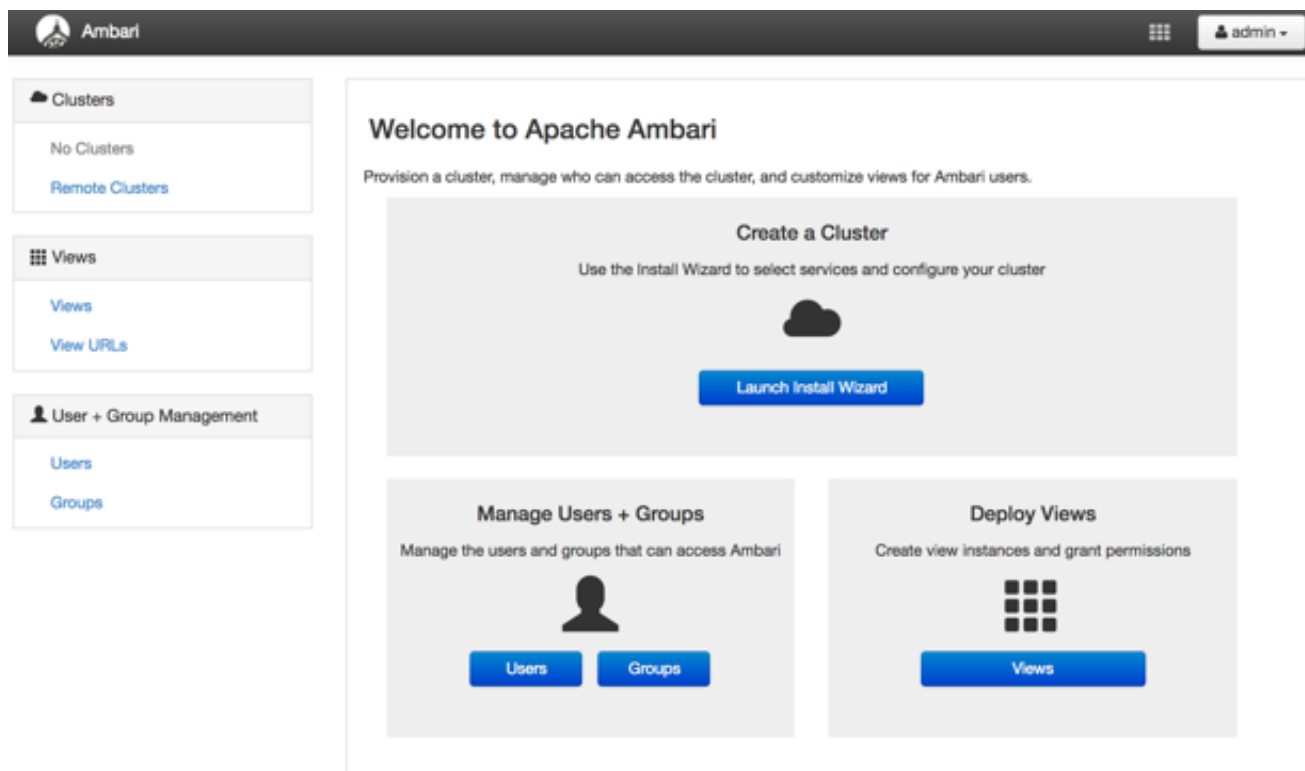 Ambari
admin
Clusters
No Clusters
Remote Clusters
Views
Views
View URLs
User + Group Management
Users
Groups
Welcome to Apache Ambari
Provision a cluster, manage who can access the cluster, and customize views for Ambari users.
Create a Cluster
Use the Install Wizard to select services and configure your cluster
Launch Install Wizard
Manage Users + Groups
Manage the users and groups that can access Ambari
Users
Groups
Deploy Views
Create view instances and grant permissions
Views